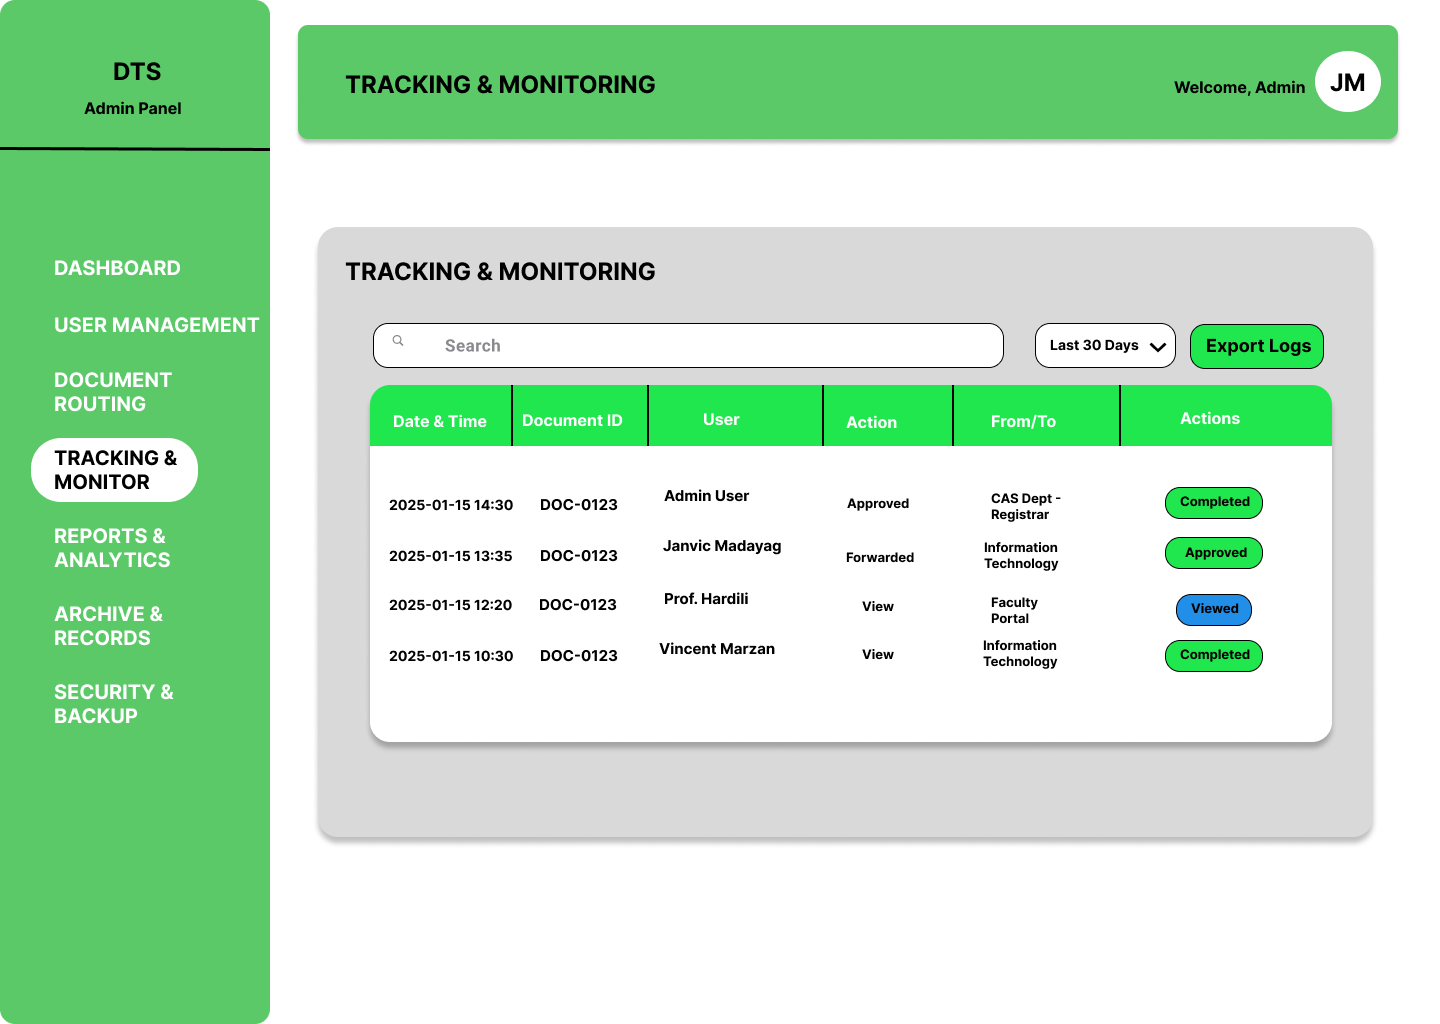 DTS
Admin Panel
DASHBOARD
USER MANAGEMENT
DOCUMENT
ROUTING
TRACKING &
MONITOR
REPORTS &
ANALYTICS
ARCHIVE &
RECORDS
SECURITY &
BACKUP
TRACKING & MONITORING
Welcome, Admin
JM
TRACKING & MONITORING
Search
Last 30 Days
Export Logs
Date & Time Document ID User Action From/To Actions
2025-01-15 14:30 DOC-0123 Admin User Approved CAS Dept - Completed
Registrar
2025-01-15 13:35 DOC-0123 Janvic Madayag Forwarded Information Approved
Technology
2025-01-15 12:20 DOC-0123 Prof. Hardili View Faculty Viewed
Portal
2025-01-15 10:30 DOC-0123 Vincent Marzan View Information Completed
Technology